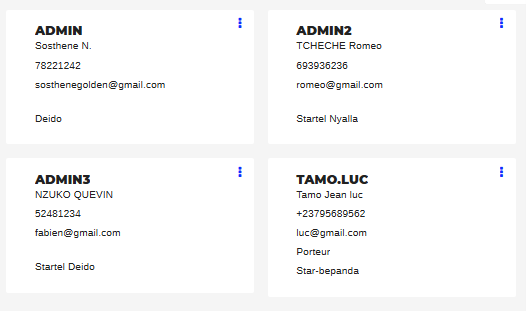 ADMIN
Sosthene N.
78221242
sosthenegolden@gmail.com
Deido
ADMIN2
TCHECHE Romeo
693936236
romeo@gmail.com
Startel Nyalla
ADMIN3
NZUKO QUEVIN
52481234
fabien@gmail.com
Startel Deido
TAMO.LUC
Tamo Jean luc
+23795689562
luc@gmail.com
Porteur
Star-bepanda